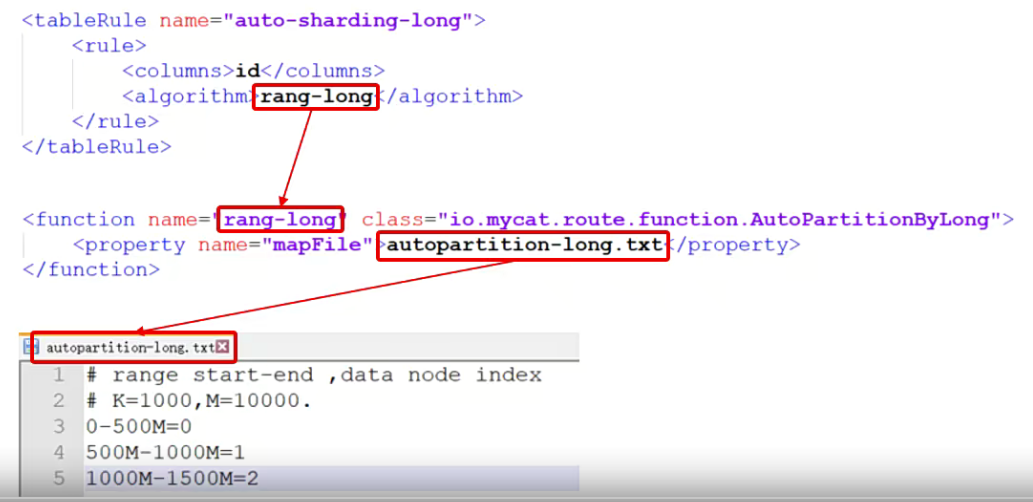 <tableRule name="auto-sharding-long">
<rule>
<columns>id</columns>
<algorithm>rang-long</algorithm>
</rule>
</tableRule>
<function name="rang-long" class="io.mycat.route.function.AutoPartitionByLong">
<property name="mapFile">autopartition-long.txt</property>
</function>
autopartition-long.txt
1 # range start-end ,data node index
2 # K=1000,M=10000.
3 0-500M=0
4 500M-1000M=1
5 1000M-1500M=2